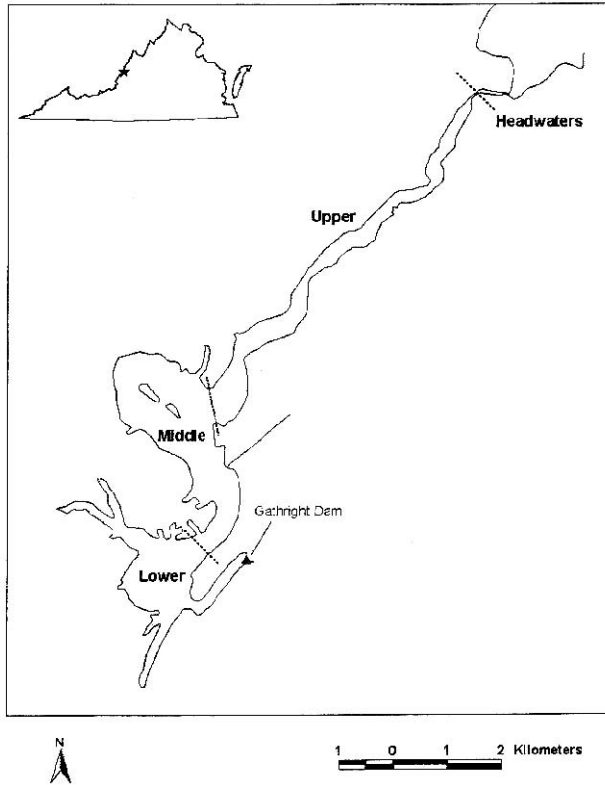 Headwaters
Upper
Middle
Gathright Dam
Lower
N
1 0 1 2 Kilometers